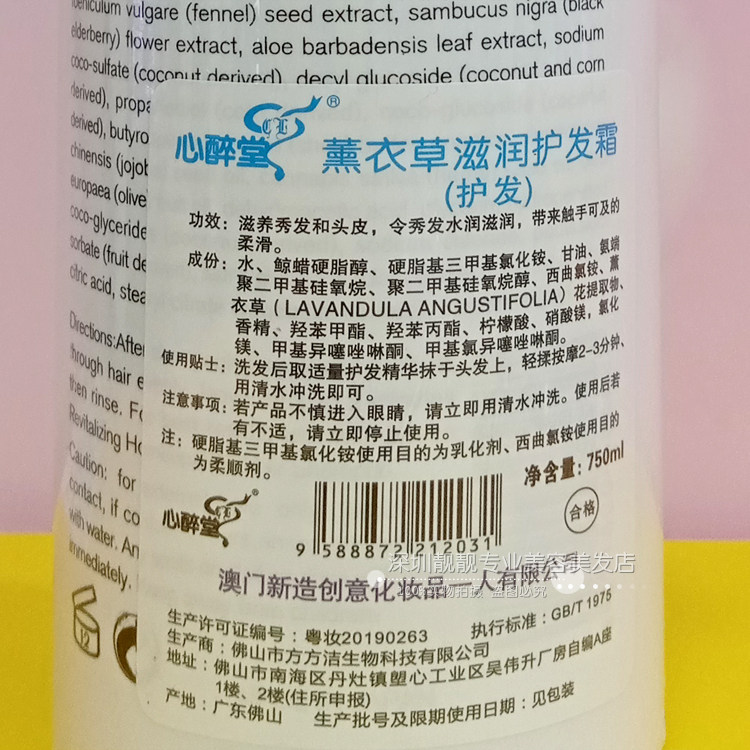 foeniculum vulgare (fennel) seed extract, sambucus nigra (black
elderberry) flower extract, aloe barbadensis leaf extract, sodium
coco-sulfate (coconut derived), decyl glucoside (coconut and corn
derived), propa
derived), butyro
chinensis (jojob
europaea (olive
coco-glyceride
sorbate (fruit de
citric acid, stea
Directions:After
through hair e
then rinse. Fo
Revitalizing Ho
Caution: for
contact, if co
with water. An
immediately.
12
心醉堂®
薰衣草滋润护发霜
(护发)
功效：滋养秀发和头皮，令秀发水润滋润，带来触手可及的
柔滑。
成份：水、鲸蜡硬脂醇、硬脂基三甲基氯化铵、甘油、氨端
聚二甲基硅氧烷、聚二甲基硅氧烷醇、西曲氯铵、薰
衣草（LAVANDULA ANGUSTIFOLIA）花提取物、
香精、羟苯甲酯、羟苯丙酯、柠檬酸、硝酸镁，氯化
镁、甲基异噻唑啉酮、甲基氯异噻唑啉酮。
使用贴士：洗发后取适量护发精华抹于头发上，轻揉按摩2-3分钟、
用清水冲洗即可。
注意事项：若产品不慎进入眼睛，请立即用清水冲洗。使用后若
有不适，请立即停止使用。
注：硬脂基三甲基氯化铵使用目的为乳化剂、西曲氯铵使用目的
为柔顺剂。
净含量：750ml
心醉堂®
9 588872 212031
合格
澳门新造创意化妆品一人有限公司
深圳靓靓专业美容美发店
盗图必究
生产许可证编号：粤妆20190263
执行标准：GB/T 1975
生产商：佛山市方方洁生物科技有限公司
地址：佛山市南海区丹灶镇塱心工业区吴伟升厂房自编A座
1楼、2楼(住所申报)
产地：广东佛山
生产批号及限期使用日期：见包装